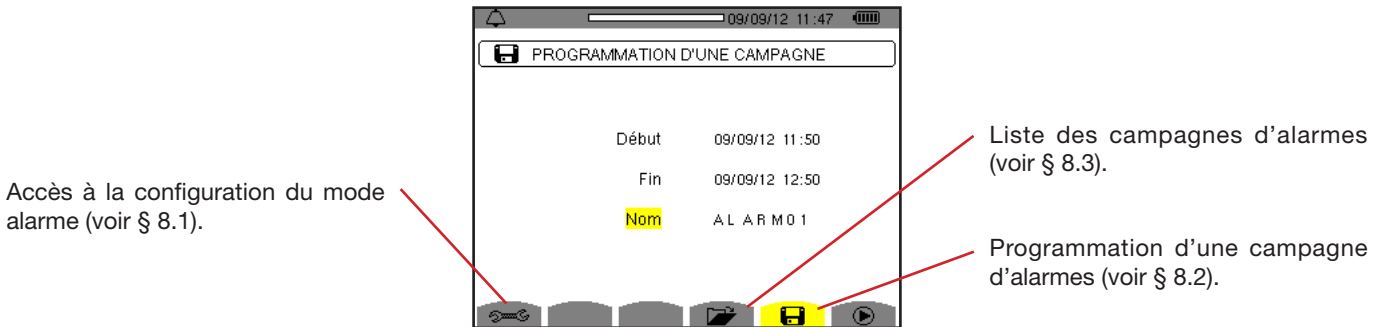 09/09/12 11:47
PROGRAMMATION D'UNE CAMPAGNE
Début 09/09/12 11:50
Fin 09/09/12 12:50
Nom ALARM01
Accès à la configuration du mode
alarme (voir § 8.1).
Liste des campagnes d’alarmes
(voir § 8.3).
Programmation d’une campagne
d’alarmes (voir § 8.2).